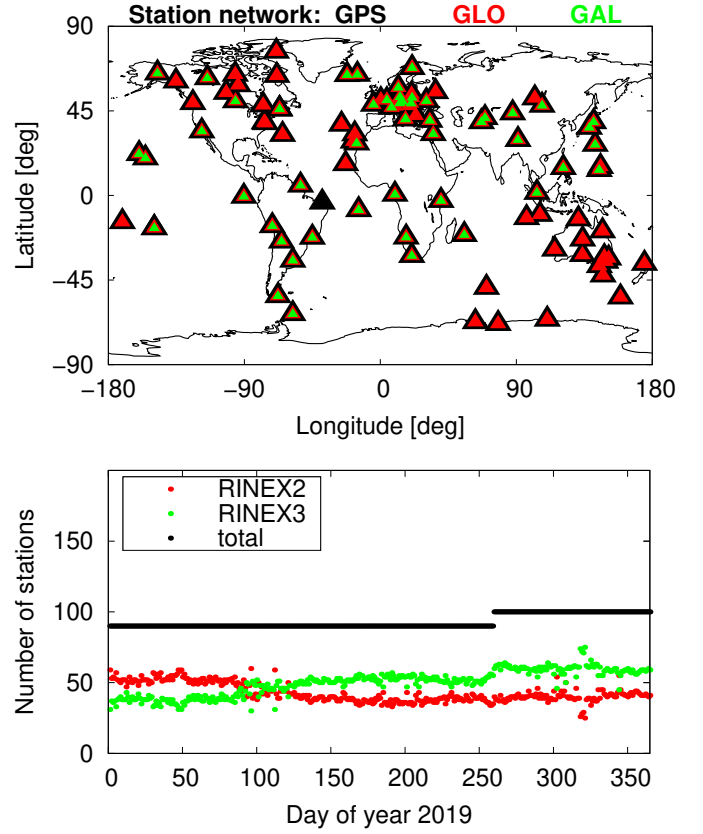 Station network: GPS GLO GAL
90
45
0
−45
−90
Latitude [deg]
−180 −90 0 90 180
Longitude [deg]
RINEX2
RINEX3
total
150
100
50
0
Number of stations
0 50 100 150 200 250 300 350
Day of year 2019